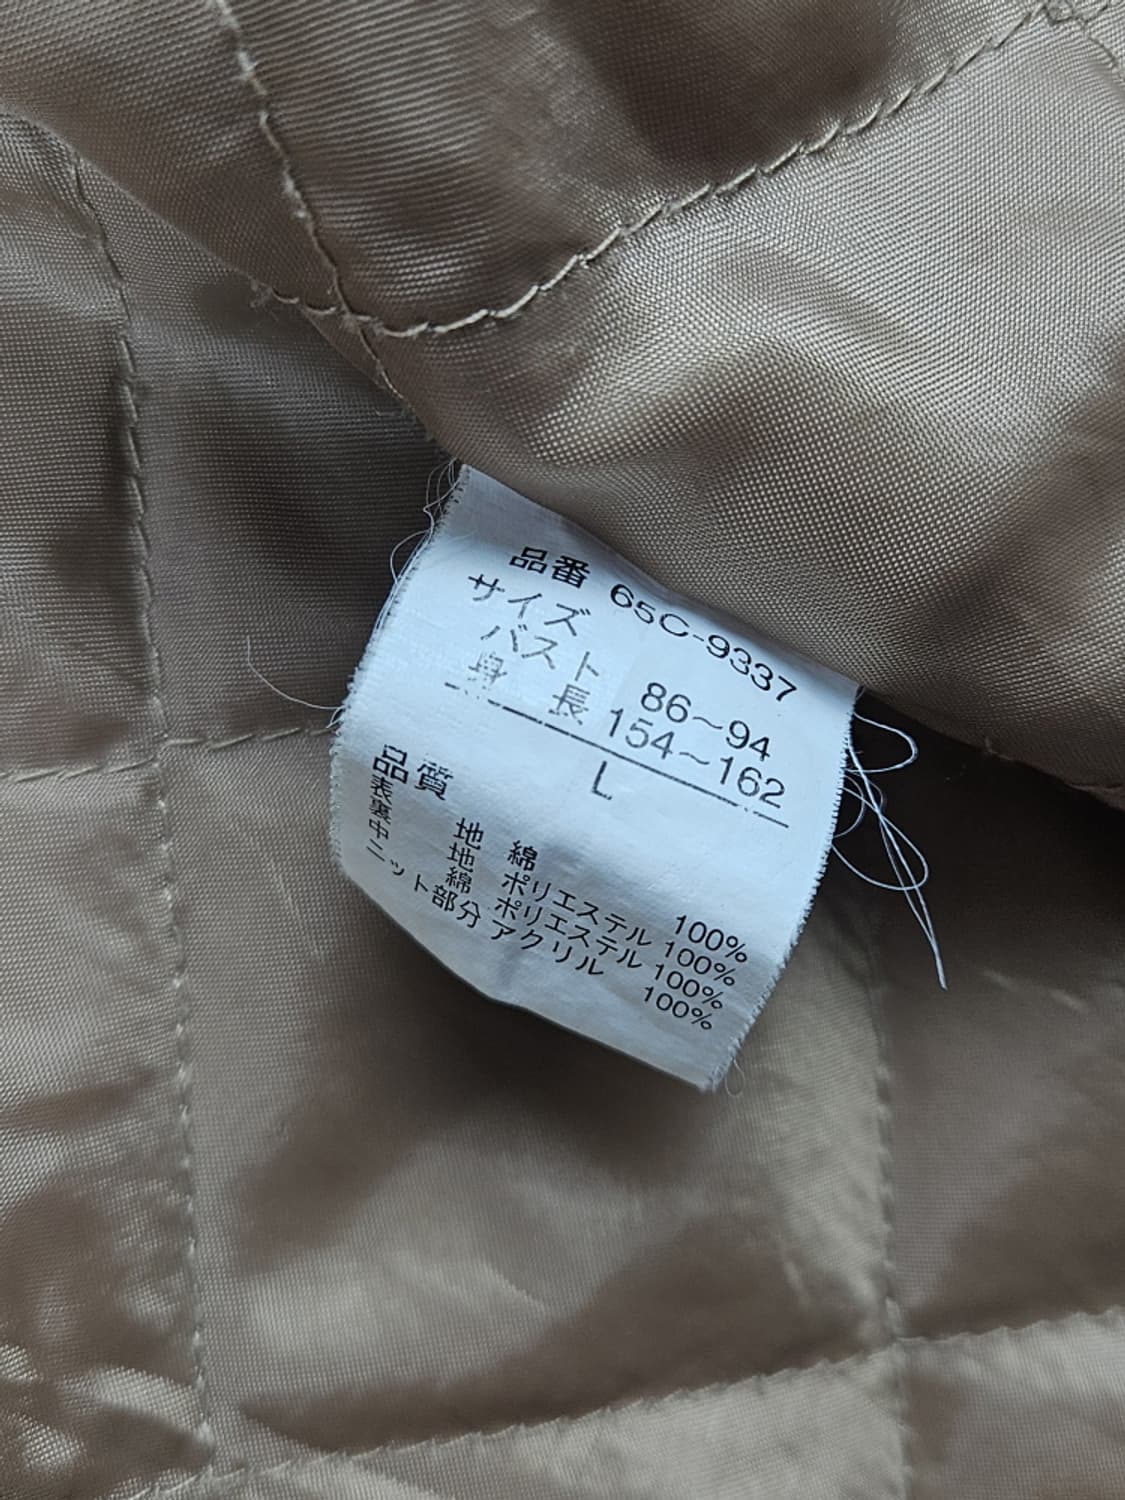 品番 65C-9337
サイズ
バスト 86〜94
身 長 154〜162
L
品質
表 地 綿 100%
裏 地 ポリエステル 100%
中 綿 ポリエステル 100%
ニット部分 アクリル 100%